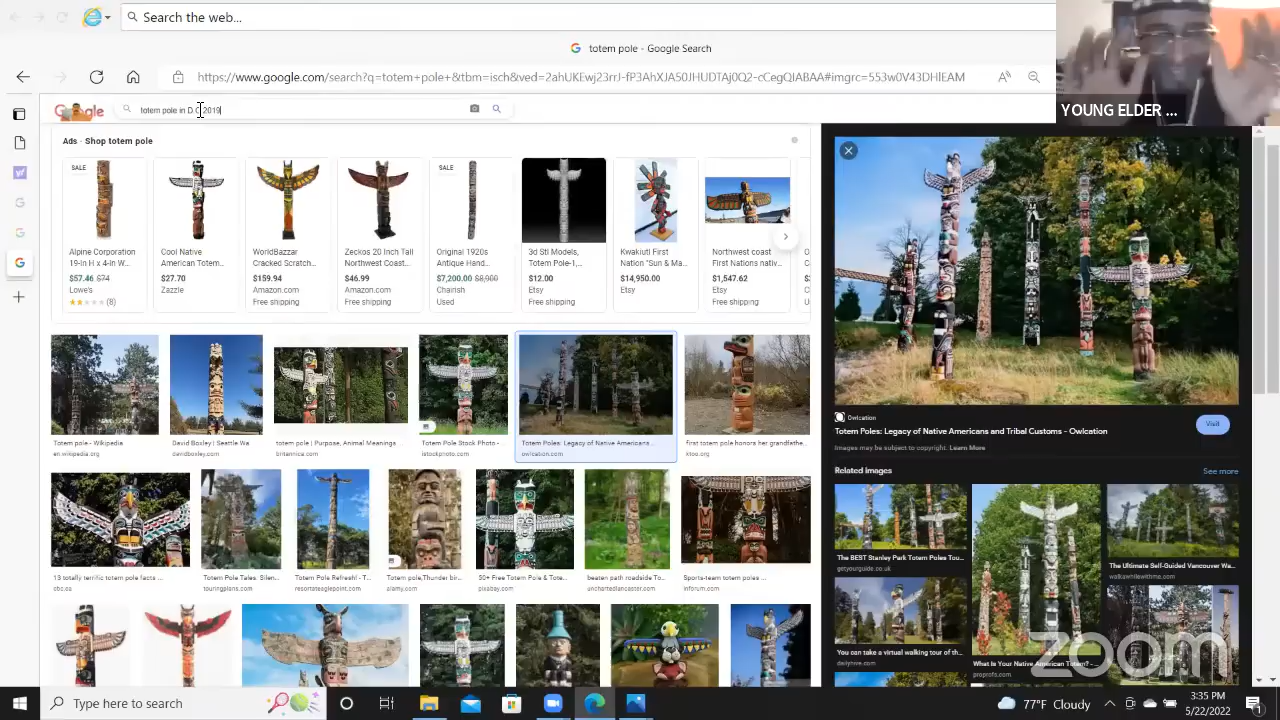 Search the web...
totem pole - Google Search
https://www.google.com/search?q=totem+pole+&tbm=isch&ved=2ahUKEwj23rrJ-fP3AhXJA50JHUDTAj0Q2-cCegQIABAA#imgrc=553w0V43DHlEAM
YOUNG ELDER ...
totem pole in D.C 2019
Ads · Shop totem pole
SALE
Alpine Corporation
19-in H x 4-in W...
$57.46 $74
Lowe's
(8)
Cool Native
American Totem...
$27.70
Zazzle
WorldBazzar
Cracked Scratch...
$159.94
Amazon.com
Free shipping
Zeckos 20 Inch Tall
Northwest Coast...
$46.99
Amazon.com
Free shipping
SALE
Original 1920s
Antique Hand...
$7,200.00 $8,000
Chairish
Used
3d Stl Models,
Totem Pole-1,
$12.00
Etsy
Free shipping
Kwakiutl First
Nation "Sun & Ma...
$14,950.00
Etsy
Northwest coast
First Nations nativ...
$1,547.62
Etsy
Free shipping
Totem pole - Wikipedia
en.wikipedia.org
David Boxley | Seattle Wa
davidboxley.com
totem pole | Purpose, Animal Meanings ...
britannica.com
Totem Pole Stock Photo -
istockphoto.com
Totem Poles: Legacy of Native Americans ...
owlcation.com
First totem pole honors her grandfathe...
ktoo.org
13 totally terrific totem pole facts ...
cbc.ca
Totem Pole Tales: Silen...
touringplans.com
Totem Pole Refresh! - T...
resortateaglepoint.com
Totem pole,Thunder bir...
alamy.com
50+ Free Totem Pole & Tote...
pixabay.com
beaten path roadside To...
unchartedlancaster.com
Sports-team totem poles ...
inforum.com
Owlcation
Totem Poles: Legacy of Native Americans and Tribal Customs - Owlcation
Visit
Images may be subject to copyright. Learn More
Related images
See more
The BEST Stanley Park Totem Poles Tou...
getyourguide.co.uk
You can take a virtual walking tour of th...
dailyhive.com
What Is Your Native American Totem? -
proprofs.com
The Ultimate Self-Guided Vancouver Wa...
walkawhilewithme.com
zoom
Type here to search
77°F Cloudy
3:35 PM
5/22/2022